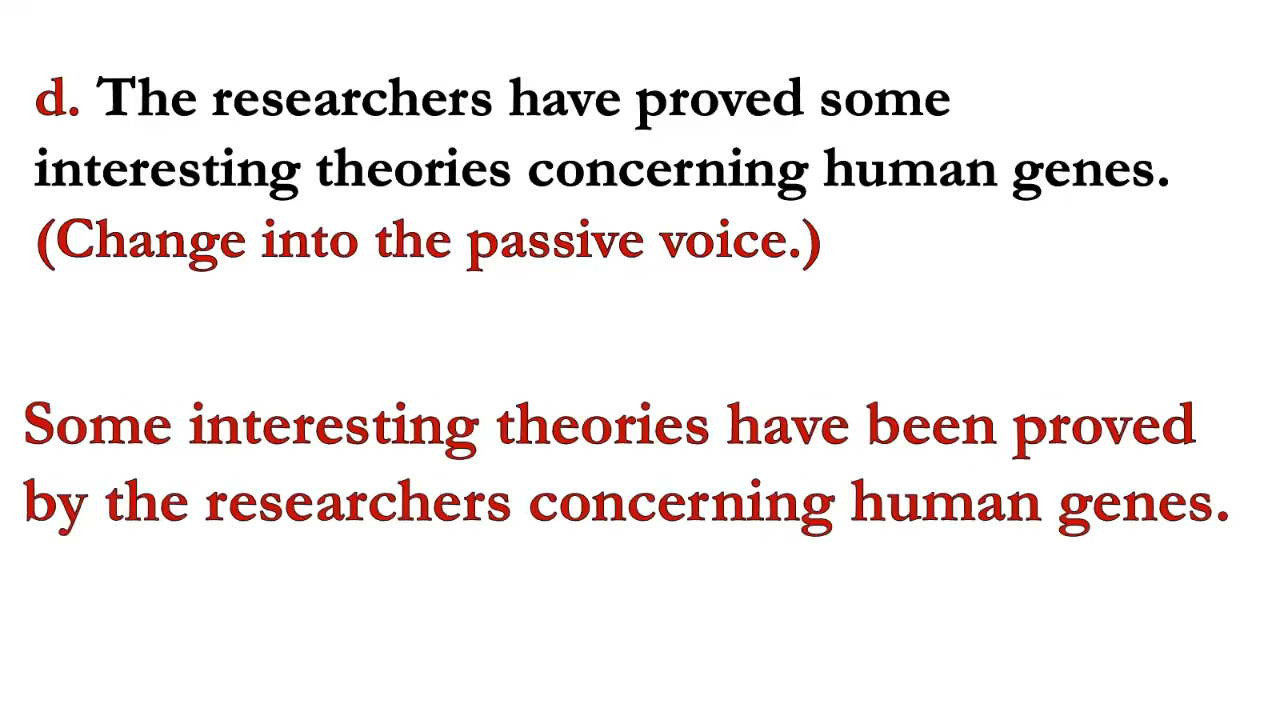 d. The researchers have proved some
interesting theories concerning human genes.
(Change into the passive voice.)
Some interesting theories have been proved
by the researchers concerning human genes.